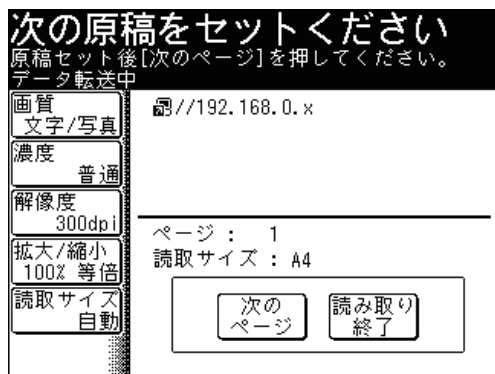 次の原稿をセットください
原稿セット後[次のページ]を押してください。
データ転送中
画質
文字/写真
濃度
普通
解像度
300dpi
拡大/縮小
100% 等倍
読取サイズ
自動
//192.168.0.x
ページ : 1
読取サイズ : A4
次の
ページ
読み取り
終了